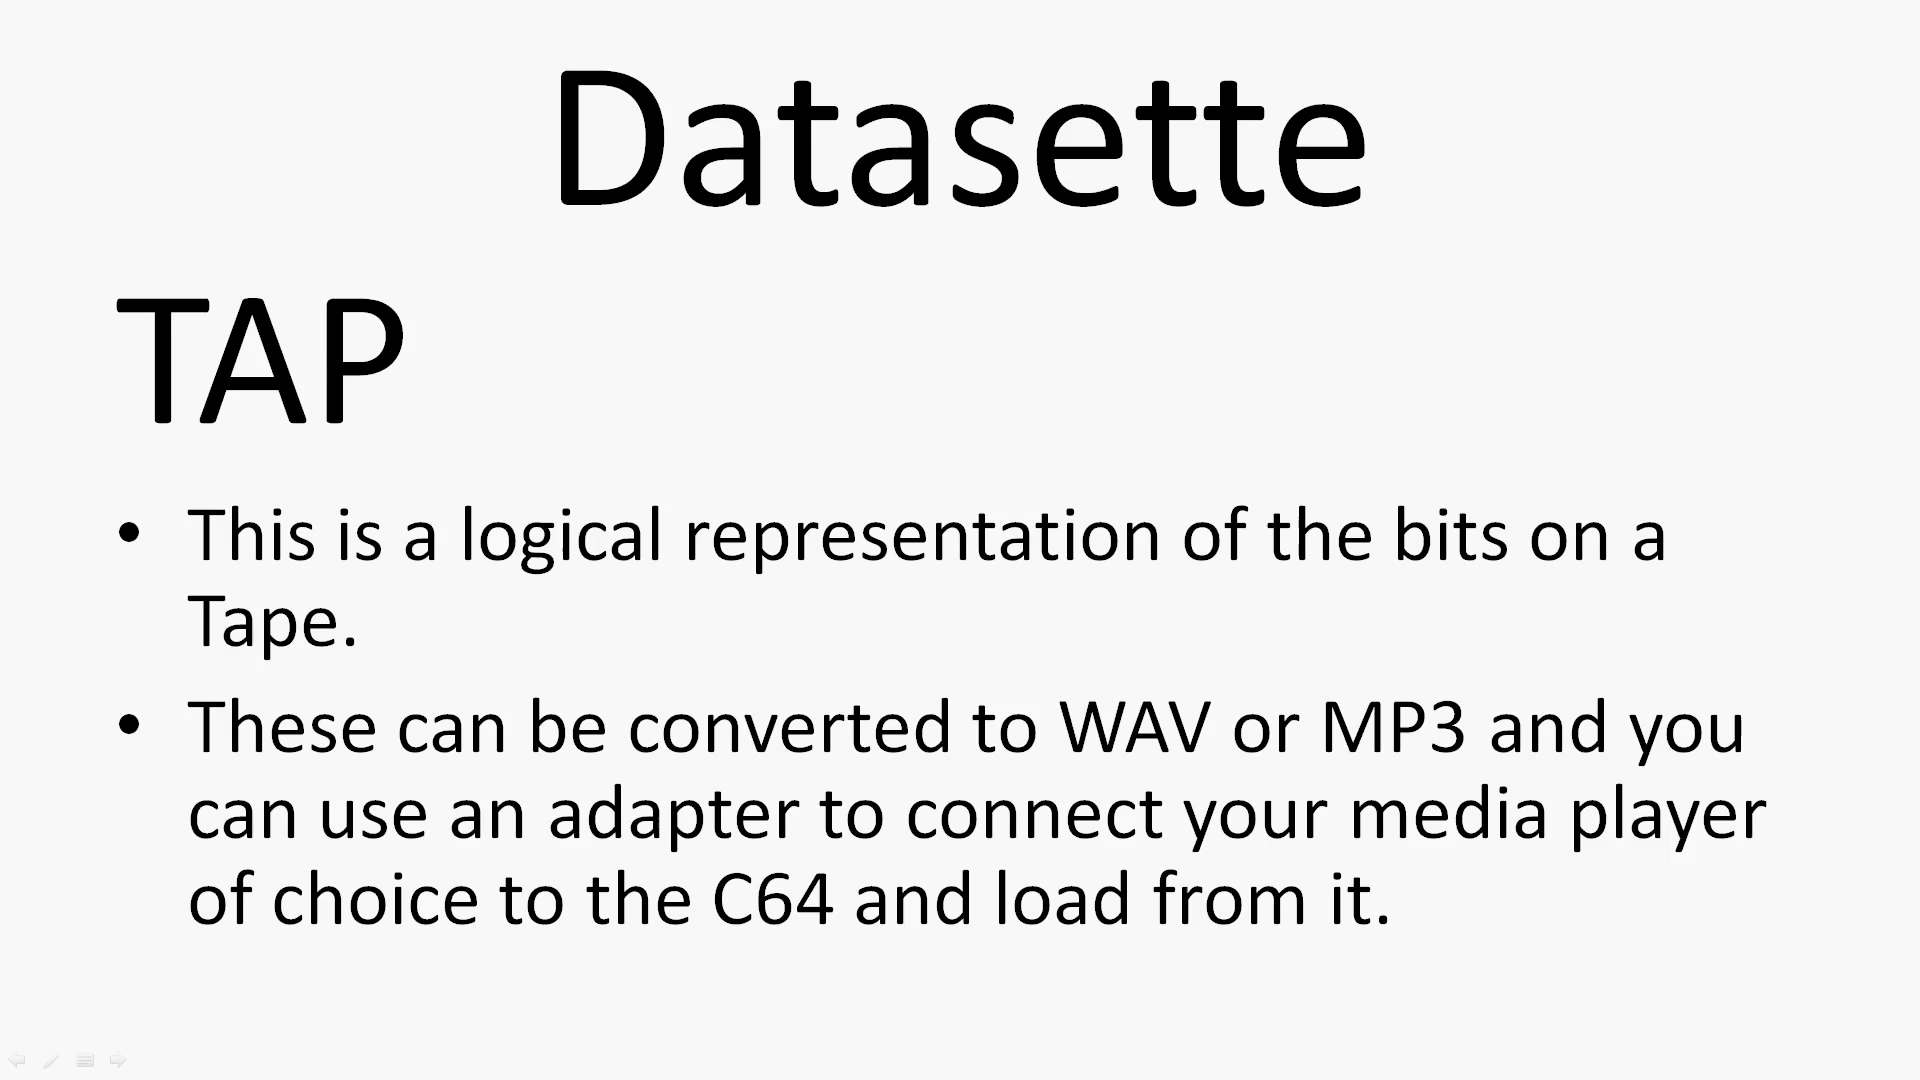 Datasette
TAP
• This is a logical representation of the bits on a
Tape.
• These can be converted to WAV or MP3 and you
can use an adapter to connect your media player
of choice to the C64 and load from it.